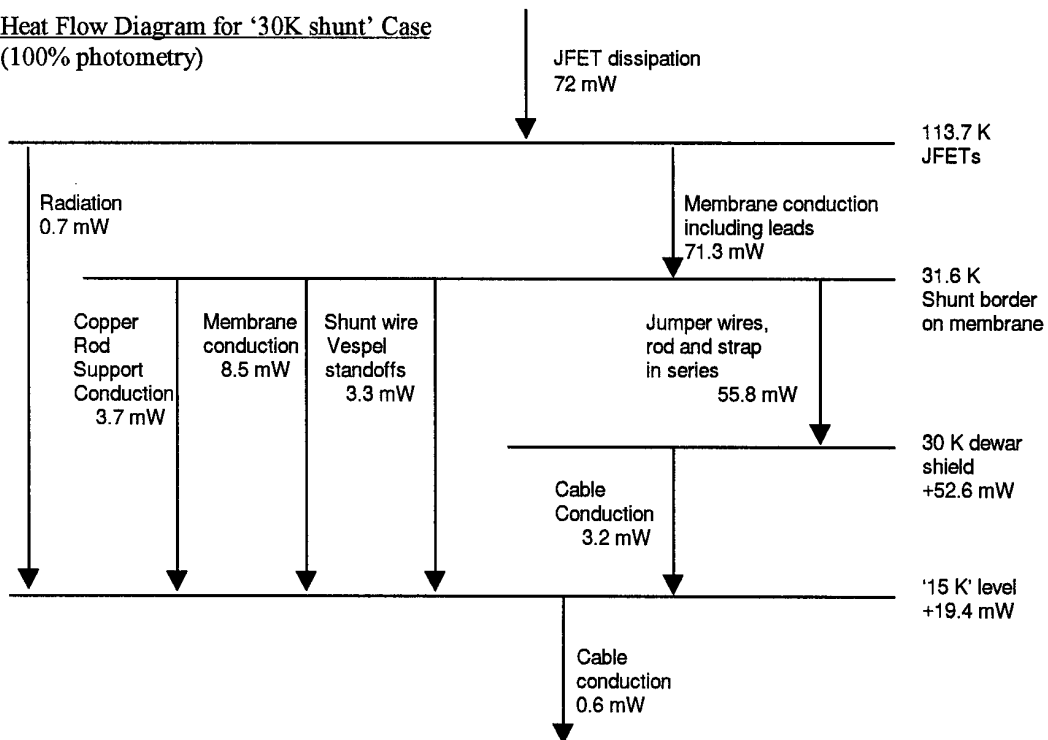 Heat Flow Diagram for ‘30K shunt’ Case
(100% photometry)
JFET dissipation
72 mW
113.7 K
JFETs
Radiation
0.7 mW
Membrane conduction
including leads
71.3 mW
31.6 K
Shunt border
on membrane
Copper
Rod
Support
Conduction
3.7 mW
Membrane
conduction
8.5 mW
Shunt wire
Vespel
standoffs
3.3 mW
Jumper wires,
rod and strap
in series
55.8 mW
30 K dewar
shield
+52.6 mW
Cable
Conduction
3.2 mW
‘15 K’ level
+19.4 mW
Cable
conduction
0.6 mW